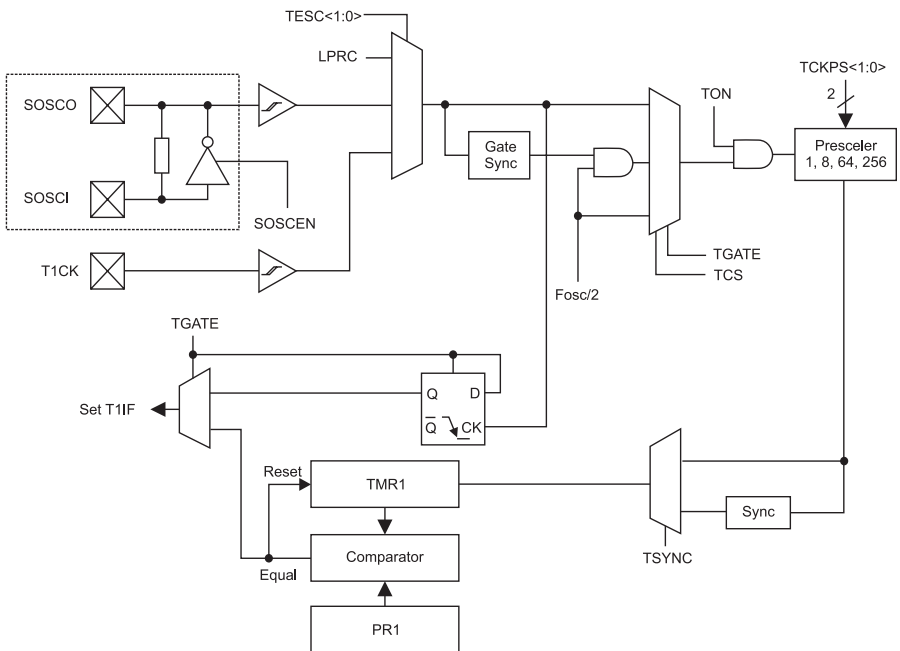 TESC<1:0>
LPRC
TCKPS<1:0>
SOSCO
2
TON
Gate
Sync
Presceler
1, 8, 64, 256
SOSCI
SOSCEN
TGATE
T1CK
TCS
Fosc/2
TGATE
Q
D
Set T1IF
Q
CK
Reset
TMR1
Sync
Comparator
TSYNC
Equal
PR1